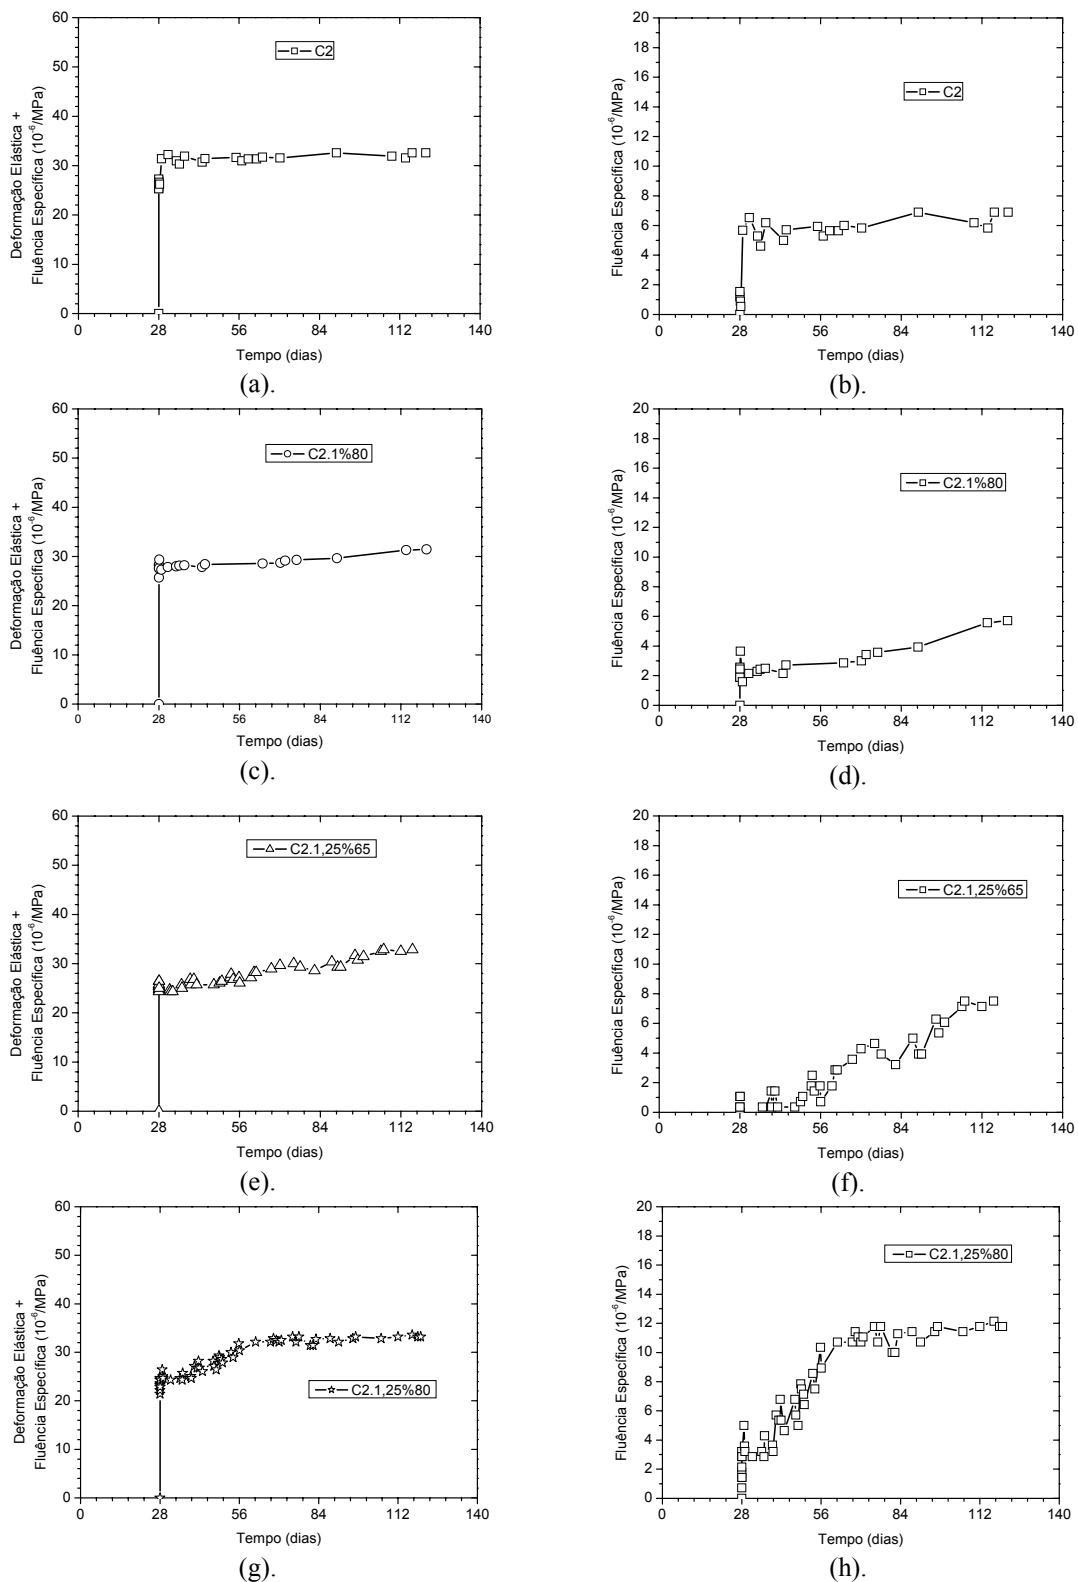 60
50
40
30
20
10
0
Deformação Elástica +
Fluência Específica (10⁻⁶/MPa)
C2
0 28 56 84 112 140
Tempo (dias)
(a).
20
18
16
14
12
10
8
6
4
2
0
Fluência Específica (10⁻⁶/MPa)
C2
0 28 56 84 112 140
Tempo (dias)
(b).
60
50
40
30
20
10
0
Deformação Elástica +
Fluência Específica (10⁻⁶/MPa)
C2.1%80
0 28 56 84 112 140
Tempo (dias)
(c).
20
18
16
14
12
10
8
6
4
2
0
Fluência Específica (10⁻⁶/MPa)
C2.1%80
0 28 56 84 112 140
Tempo (dias)
(d).
60
50
40
30
20
10
0
Deformação Elástica +
Fluência Específica (10⁻⁶/MPa)
C2.1,25%65
0 28 56 84 112 140
Tempo (dias)
(e).
20
18
16
14
12
10
8
6
4
2
0
Fluência Específica (10⁻⁶/MPa)
C2.1,25%65
0 28 56 84 112 140
Tempo (dias)
(f).
60
50
40
30
20
10
0
Deformação Elástica +
Fluência Específica (10⁻⁶/MPa)
C2.1,25%80
0 28 56 84 112 140
Tempo (dias)
(g).
20
18
16
14
12
10
8
6
4
2
0
Fluência Específica (10⁻⁶/MPa)
C2.1,25%80
0 28 56 84 112 140
Tempo (dias)
(h).